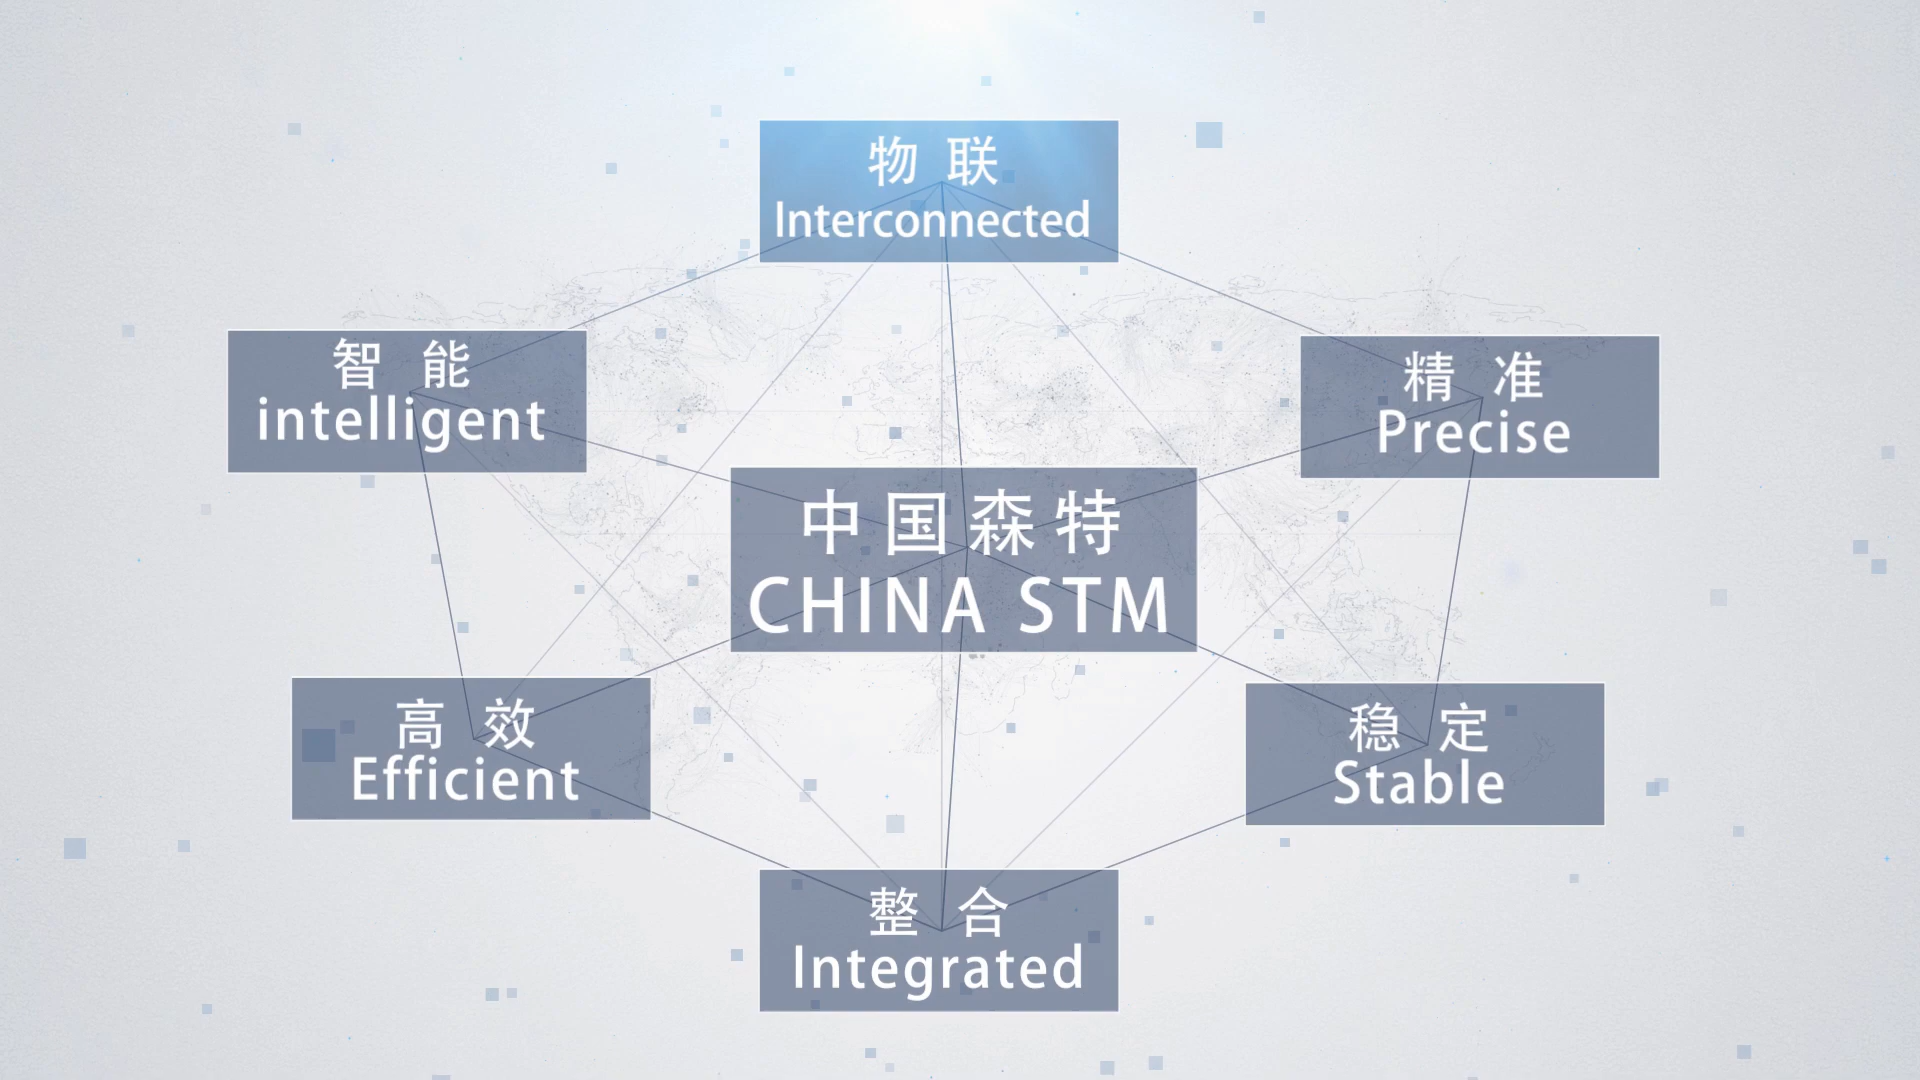 物 联
Interconnected
智 能
intelligent
精 准
Precise
中国森特
CHINA STM
高 效
Efficient
稳 定
Stable
整 合
Integrated